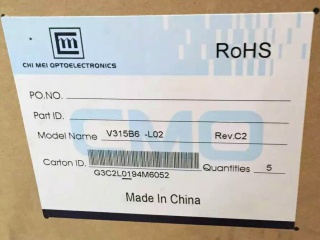 CHI MEI OPTOELECTRONICS
RoHS
PO.NO.
Part ID.
Model Name V315B6 -L02 Rev.C2
CMO
Carton ID. Quantities 5
G3C2L0194M6052
Made In China